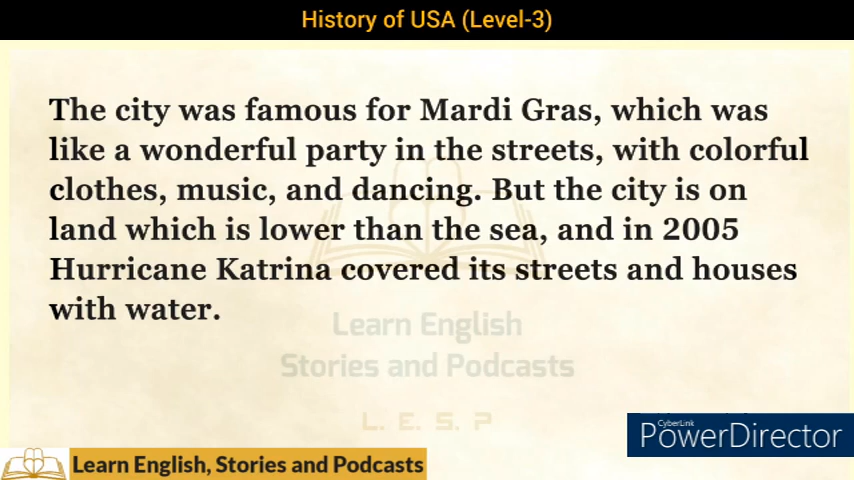 History of USA (Level-3)
The city was famous for Mardi Gras, which was
like a wonderful party in the streets, with colorful
clothes, music, and dancing. But the city is on
land which is lower than the sea, and in 2005
Hurricane Katrina covered its streets and houses
with water.
Learn English
Stories and Podcasts
L. E. S. P
CyberLink
PowerDirector
Learn English, Stories and Podcasts